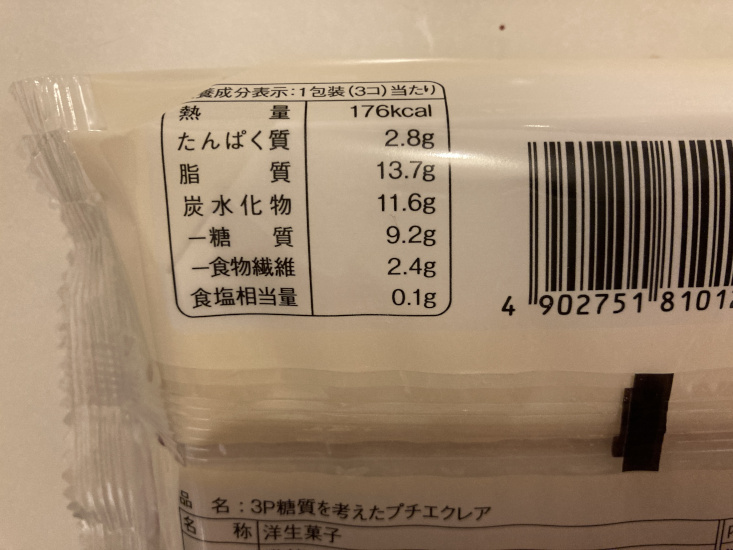 養成分表示:1包装(3コ)当たり
熱 量 176kcal
たんぱく質 2.8g
脂 質 13.7g
炭水化物 11.6g
ー糖 質 9.2g
ー食物繊維 2.4g
食塩相当量 0.1g
4 902751 81012
品 名:3P糖質を考えたプチエクレア
名 称 洋生菓子